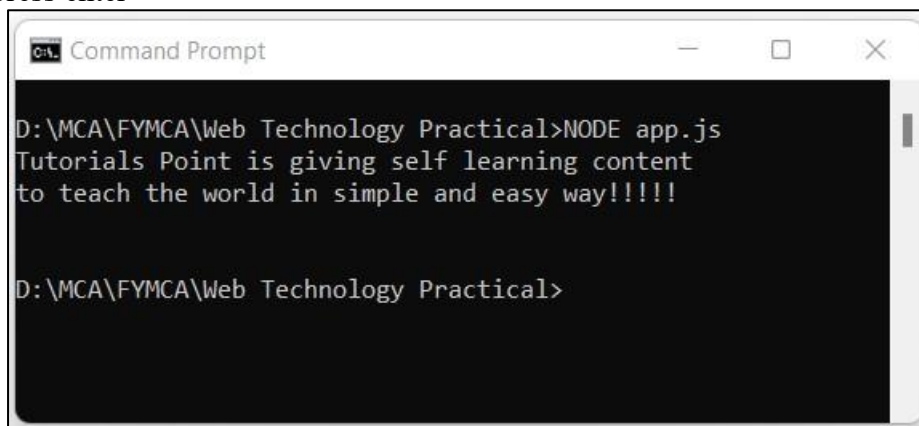 Command Prompt
D:\MCA\FYMCA\Web Technology Practical>NODE app.js
Tutorials Point is giving self learning content
to teach the world in simple and easy way!!!!!
D:\MCA\FYMCA\Web Technology Practical>